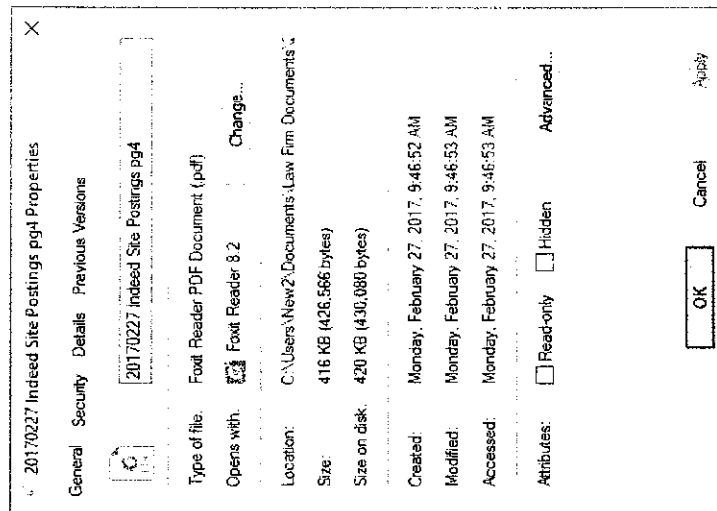 20170227 Indeed Site Postings pg4 Properties
General Security Details Previous Versions
20170227 Indeed Site Postings pg4
Type of file: Foxit Reader PDF Document (.pdf)
Opens with: Foxit Reader 8.2 Change...
Location: C:\Users\New2\Documents\Law Firm Documents\
Size: 416 KB (426,566 bytes)
Size on disk: 420 KB (430,080 bytes)
Created: Monday, February 27, 2017, 9:46:52 AM
Modified: Monday, February 27, 2017, 9:46:53 AM
Accessed: Monday, February 27, 2017, 9:46:53 AM
Attributes: Read-only Hidden Advanced...
OK Cancel Apply